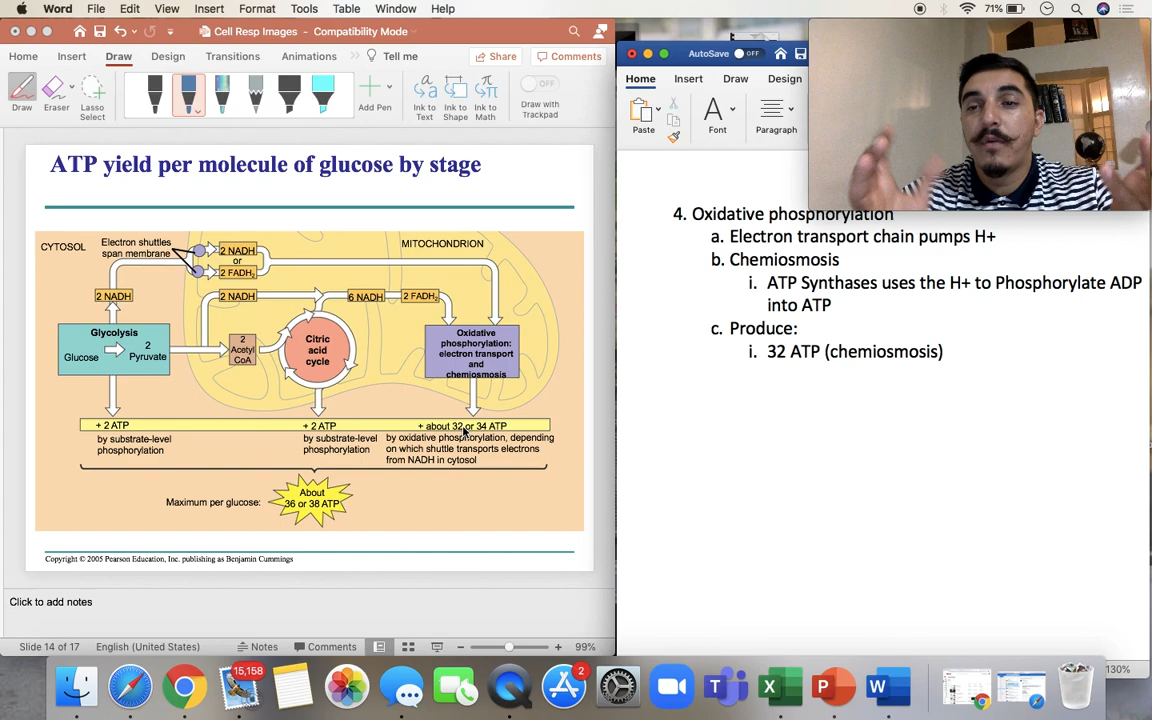 Word File Edit View Insert Format Tools Table Window Help 71%
Cell Resp Images - Compatibility Mode
Home Insert Draw Design Transitions Animations Tell me Share Comments
Draw Eraser Lasso Select Add Pen Ink to Text Ink to Shape Ink to Math OFF Draw with Trackpad
ATP yield per molecule of glucose by stage
CYTOSOL
Electron shuttles
span membrane
MITOCHONDRION
2 NADH
or
2 FADH2
2 NADH
2 NADH
6 NADH
2 FADH2
Glycolysis
Glucose
2
Pyruvate
2
Acetyl
CoA
Citric
acid
cycle
Oxidative
phosphorylation:
electron transport
and
chemiosmosis
+ 2 ATP
by substrate-level
phosphorylation
+ 2 ATP
by substrate-level
phosphorylation
+ about 32 or 34 ATP
by oxidative phosphorylation, depending
on which shuttle transports electrons
from NADH in cytosol
Maximum per glucose:
About
36 or 38 ATP
Copyright © 2005 Pearson Education, Inc. publishing as Benjamin Cummings
Click to add notes
Slide 14 of 17 English (United States) Notes Comments 99%
AutoSave OFF
Home Insert Draw Design
Paste Font Paragraph
4. Oxidative phosphorylation
a. Electron transport chain pumps H+
b. Chemiosmosis
i. ATP Synthases uses the H+ to Phosphorylate ADP
into ATP
c. Produce:
i. 32 ATP (chemiosmosis)
130%
15,158
2